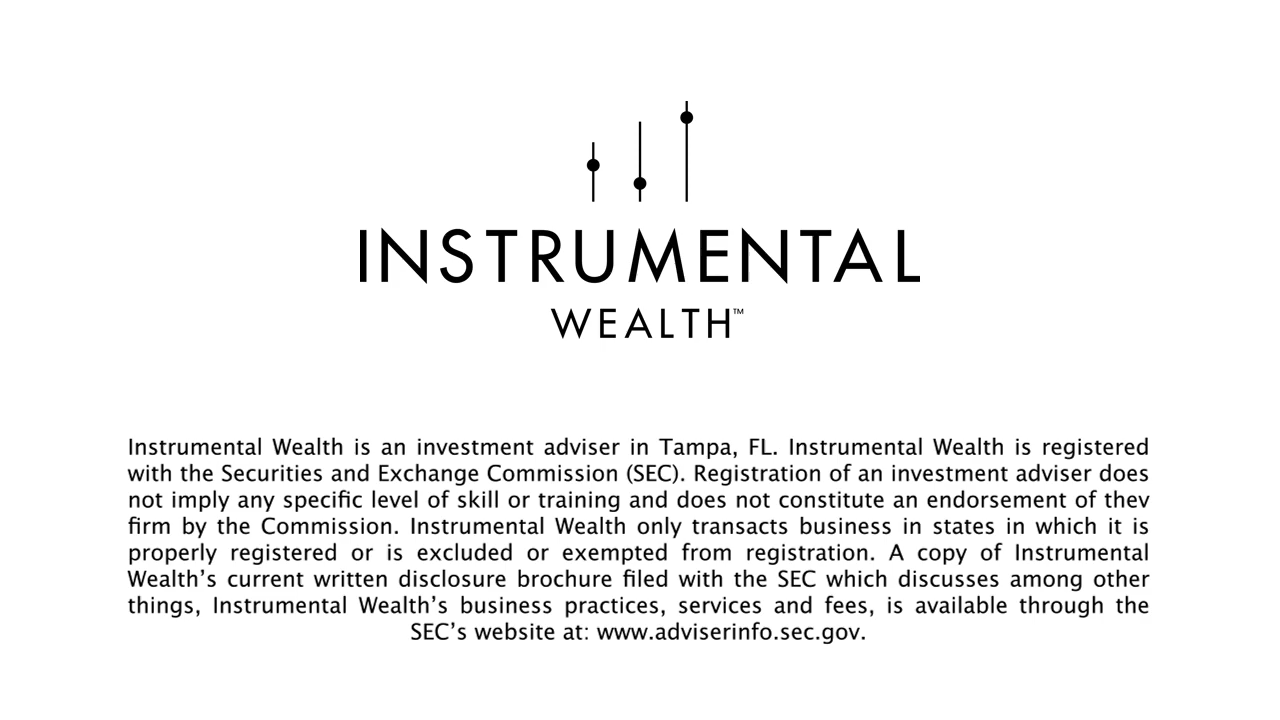 INSTRUMENTAL
WEALTH™
Instrumental Wealth is an investment adviser in Tampa, FL. Instrumental Wealth is registered
with the Securities and Exchange Commission (SEC). Registration of an investment adviser does
not imply any specific level of skill or training and does not constitute an endorsement of thev
firm by the Commission. Instrumental Wealth only transacts business in states in which it is
properly registered or is excluded or exempted from registration. A copy of Instrumental
Wealth’s current written disclosure brochure filed with the SEC which discusses among other
things, Instrumental Wealth’s business practices, services and fees, is available through the
SEC’s website at: www.adviserinfo.sec.gov.